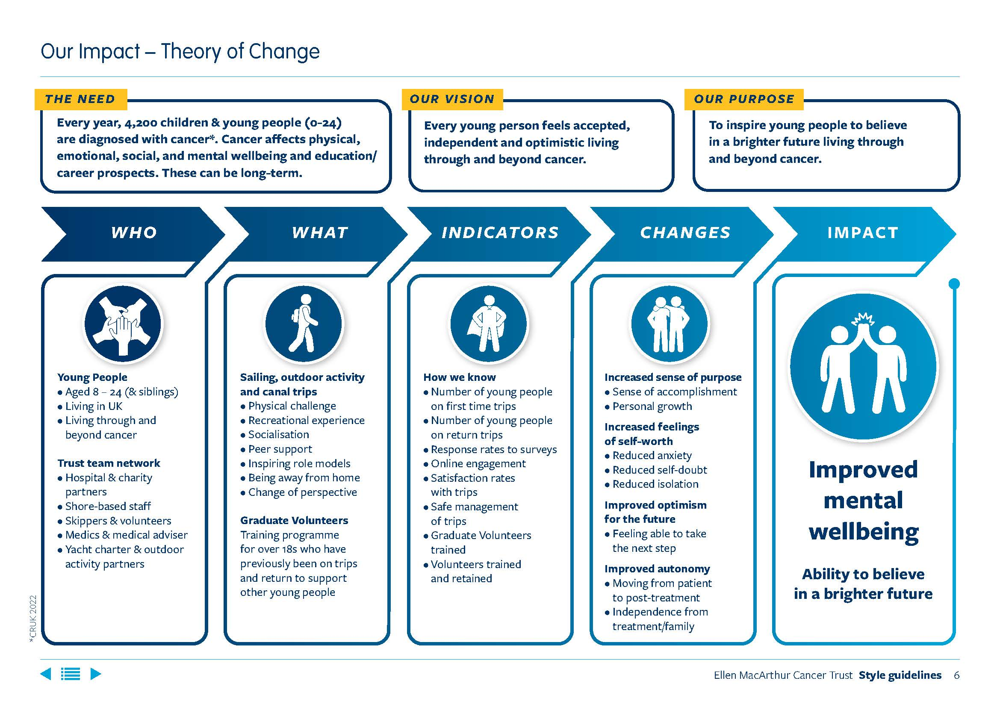 Our Impact – Theory of Change
THE NEED
Every year, 4,200 children & young people (0-24)
are diagnosed with cancer*. Cancer affects physical,
emotional, social, and mental wellbeing and education/
career prospects. These can be long-term.
OUR VISION
Every young person feels accepted,
independent and optimistic living
through and beyond cancer.
OUR PURPOSE
To inspire young people to believe
in a brighter future living through
and beyond cancer.
WHO
Young People
• Aged 8 – 24 (& siblings)
• Living in UK
• Living through and
beyond cancer
Trust team network
• Hospital & charity
partners
• Shore-based staff
• Skippers & volunteers
• Medics & medical adviser
• Yacht charter & outdoor
activity partners
WHAT
Sailing, outdoor activity
and canal trips
• Physical challenge
• Recreational experience
• Socialisation
• Peer support
• Inspiring role models
• Being away from home
• Change of perspective
Graduate Volunteers
Training programme
for over 18s who have
previously been on trips
and return to support
other young people
INDICATORS
How we know
• Number of young people
on first time trips
• Number of young people
on return trips
• Response rates to surveys
• Online engagement
• Satisfaction rates
with trips
• Safe management
of trips
• Graduate Volunteers
trained
• Volunteers trained
and retained
CHANGES
Increased sense of purpose
• Sense of accomplishment
• Personal growth
Increased feelings
of self-worth
• Reduced anxiety
• Reduced self-doubt
• Reduced isolation
Improved optimism
for the future
• Feeling able to take
the next step
Improved autonomy
• Moving from patient
to post-treatment
• Independence from
treatment/family
IMPACT
Improved
mental
wellbeing
Ability to believe
in a brighter future
*CRUK 2022
Ellen MacArthur Cancer Trust Style guidelines 6